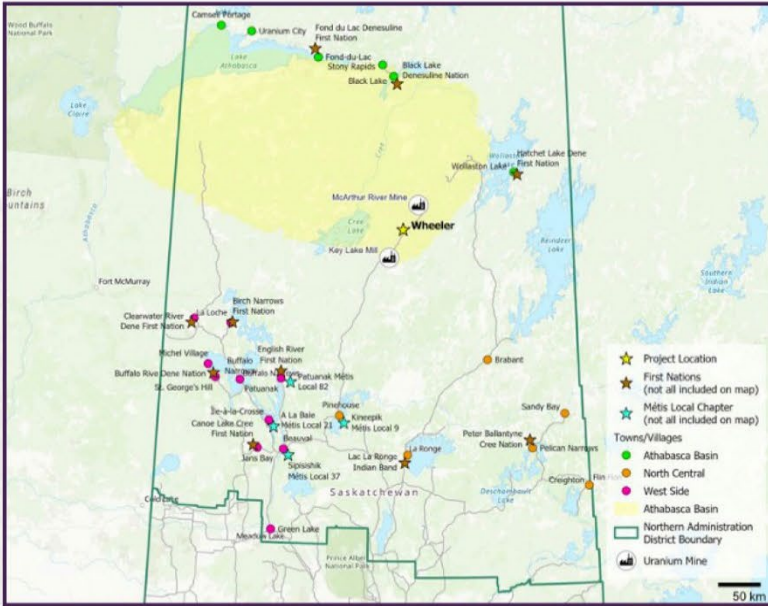 Wood Buffalo
National Park
Camsell Portage
Uranium City
Fond du Lac Denesuline
First Nation
Lake
Athabasca
Fond-du-Lac
Stony Rapids
Black Lake
Denesuline Nation
Black Lake
Lake
Claire
Birch
untains
Athabasca
Cree
Wollaston Lake
Hatchet Lake Dene
First Nation
McArthur River Mine
Wheeler
Cree
Lake
Key Lake Mill
Reindeer
Lake
Southern
Indian
Lake
Fort McMurray
Clearwater River
Dene First Nation
La Loche
Birch Narrows
First Nation
Michel Village
Buffalo Rive Dene Nation
St. George's Hill
Buffalo
Narrows
English River
First Nation
Patuanak
Patuanak Métis
Local 82
Brabant
Île-à-la-Crosse
Canoe Lake Cree
First Nation
Jans Bay
A La Baie
Métis Local 21
Beauval
Sipisishik
Métis Local 37
Pinehouse
Kineepik
Métis Local 9
Lac La Ronge
Indian Band
La Ronge
Sandy Bay
Peter Ballantyne
Cree Nation
Pelican Narrows
Creighton
Deschambault
Lake
Saskatchewan
Cold Lake
Green Lake
Meadow Lake
Prince Albert
National Park
Project Location
First Nations
(not all included on map)
Métis Local Chapter
(not all included on map)
Towns/Villages
Athabasca Basin
North Central
West Side
Athabasca Basin
Northern Administration
District Boundary
Uranium Mine
50 km